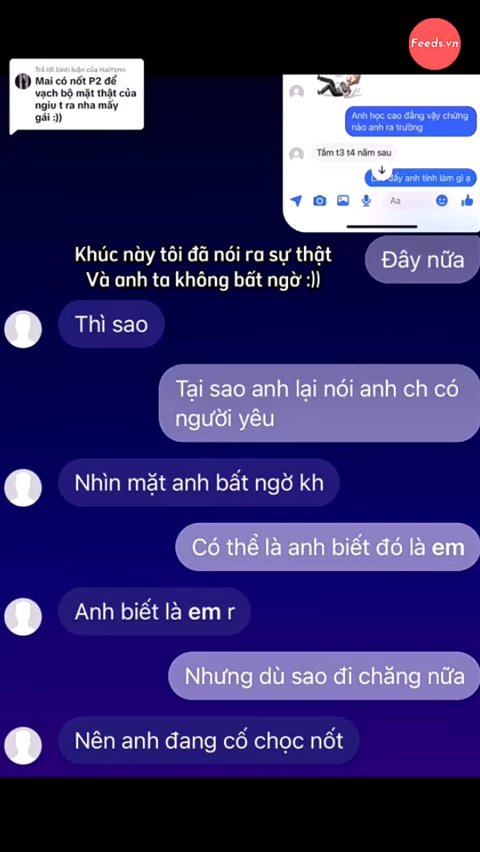 Feeds.vn
Trả lời bình luận của HaiYenn
Mai có nốt P2 để
vạch bộ mặt thật của
ngiu t ra nha mấy
gái :))
Anh học cao đẳng vậy chừng
nào anh ra trường
Tầm t3 t4 năm sau
đấy anh tính làm gì ạ
Aa
Khúc này tôi đã nói ra sự thật
Và anh ta không bất ngờ :))
Đây nữa
Thì sao
Tại sao anh lại nói anh ch có
người yêu
Nhìn mặt anh bất ngờ kh
Có thể là anh biết đó là em
Anh biết là em r
Nhưng dù sao đi chăng nữa
Nên anh đang cố chọc nốt